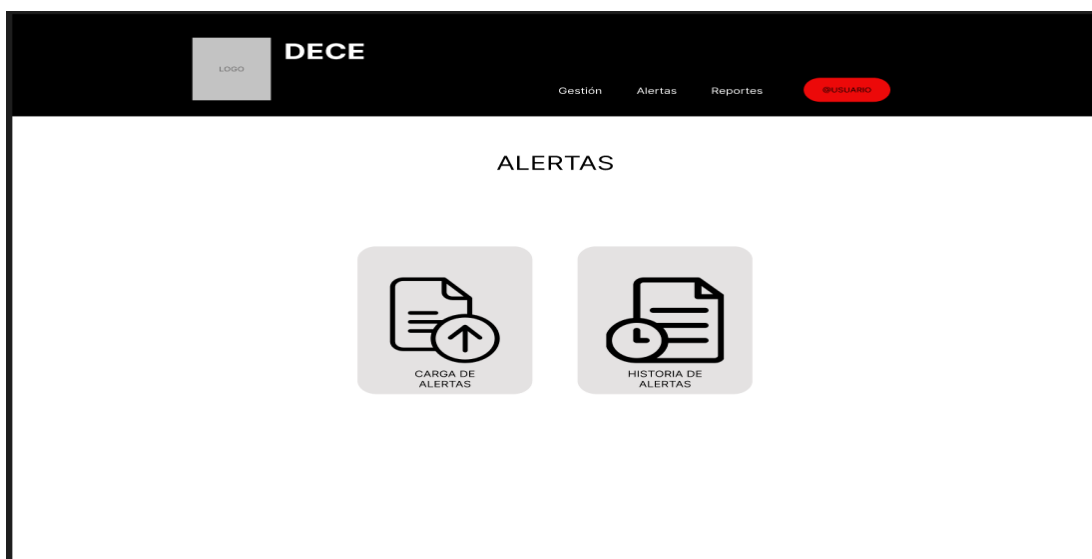 LOGO
DECE
Gestión Alertas Reportes @USUARIO
ALERTAS
CARGA DE
ALERTAS
HISTORIA DE
ALERTAS